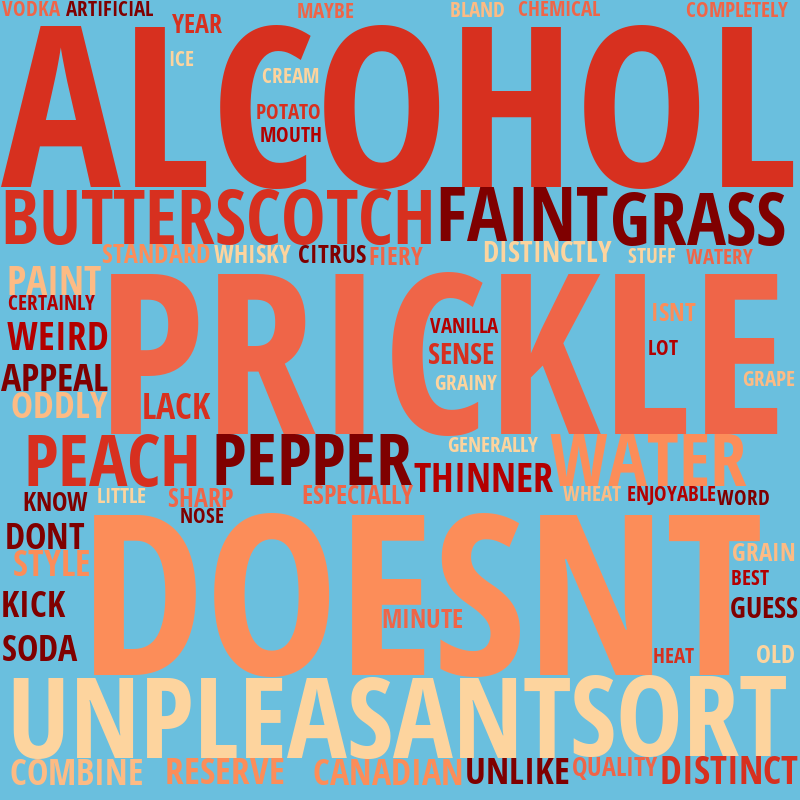 VODKA ARTIFICIAL YEAR MAYBE BLAND CHEMICAL COMPLETELY
ICE CREAM
POTATO
MOUTH
ALCOHOL
BUTTERSCOTCH FAINT GRASS
STANDARD WHISKY CITRUS FIERY DISTINCTLY STUFF WATERY
PAINT
CERTAINLY
WEIRD
APPEAL
ODDLY LACK
PRICKLE
VANILLA
SENSE
GRAINY
ISNT
LOT
GRAPE
PEACH PEPPER GENERALLY THINNER WATER
KNOW LITTLE SHARP NOSE ESPECIALLY WHEAT ENJOYABLE WORD
DONT
STYLE
KICK
SODA
DOESNT
MINUTE
GRAIN
BEST
GUESS
HEAT OLD
UNPLEASANT SORT
COMBINE RESERVE CANADIAN UNLIKE QUALITY DISTINCT